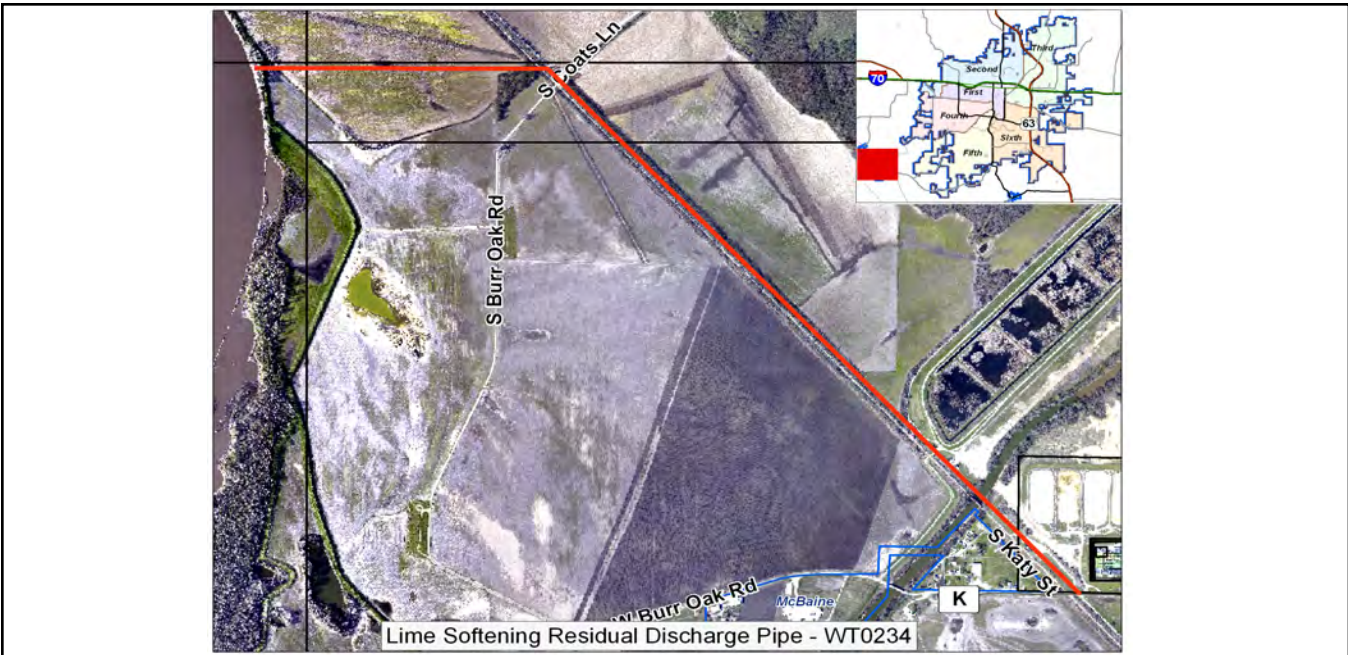 S Coats Ln
Third
Second
70
First
Fourth
63
Sixth
Fifth
S Burr Oak Rd
S Katy St
W Burr Oak Rd
McBaine
K
Lime Softening Residual Discharge Pipe - WT0234